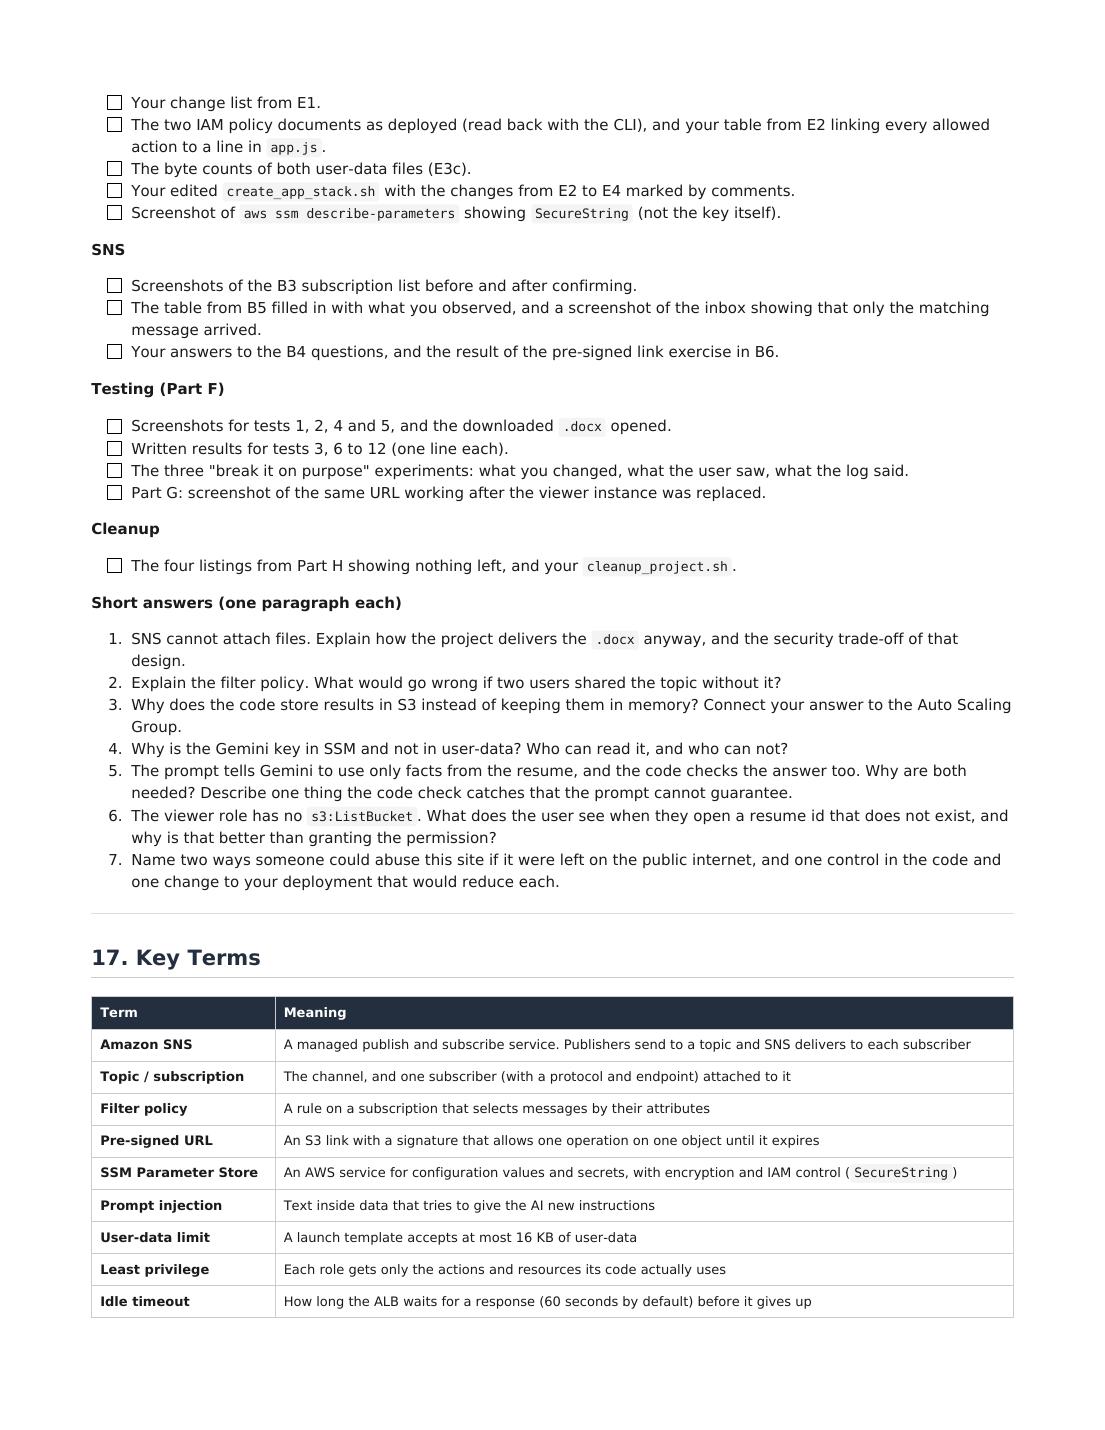 Your change list from E1.
The two IAM policy documents as deployed (read back with the CLI), and your table from E2 linking every allowed
action to a line in app.js.
The byte counts of both user-data files (E3c).
Your edited create_app_stack.sh with the changes from E2 to E4 marked by comments.
Screenshot of aws ssm describe-parameters showing SecureString (not the key itself).
SNS
Screenshots of the B3 subscription list before and after confirming.
The table from B5 filled in with what you observed, and a screenshot of the inbox showing that only the matching
message arrived.
Your answers to the B4 questions, and the result of the pre-signed link exercise in B6.
Testing (Part F)
Screenshots for tests 1, 2, 4 and 5, and the downloaded .docx opened.
Written results for tests 3, 6 to 12 (one line each).
The three "break it on purpose" experiments: what you changed, what the user saw, what the log said.
Part G: screenshot of the same URL working after the viewer instance was replaced.
Cleanup
The four listings from Part H showing nothing left, and your cleanup_project.sh.
Short answers (one paragraph each)
1. SNS cannot attach files. Explain how the project delivers the .docx anyway, and the security trade-off of that
design.
2. Explain the filter policy. What would go wrong if two users shared the topic without it?
3. Why does the code store results in S3 instead of keeping them in memory? Connect your answer to the Auto Scaling
Group.
4. Why is the Gemini key in SSM and not in user-data? Who can read it, and who can not?
5. The prompt tells Gemini to use only facts from the resume, and the code checks the answer too. Why are both
needed? Describe one thing the code check catches that the prompt cannot guarantee.
6. The viewer role has no s3:ListBucket. What does the user see when they open a resume id that does not exist, and
why is that better than granting the permission?
7. Name two ways someone could abuse this site if it were left on the public internet, and one control in the code and
one change to your deployment that would reduce each.
17. Key Terms
Term Meaning
Amazon SNS A managed publish and subscribe service. Publishers send to a topic and SNS delivers to each subscriber
Topic / subscription The channel, and one subscriber (with a protocol and endpoint) attached to it
Filter policy A rule on a subscription that selects messages by their attributes
Pre-signed URL An S3 link with a signature that allows one operation on one object until it expires
SSM Parameter Store An AWS service for configuration values and secrets, with encryption and IAM control (SecureString)
Prompt injection Text inside data that tries to give the AI new instructions
User-data limit A launch template accepts at most 16 KB of user-data
Least privilege Each role gets only the actions and resources its code actually uses
Idle timeout How long the ALB waits for a response (60 seconds by default) before it gives up